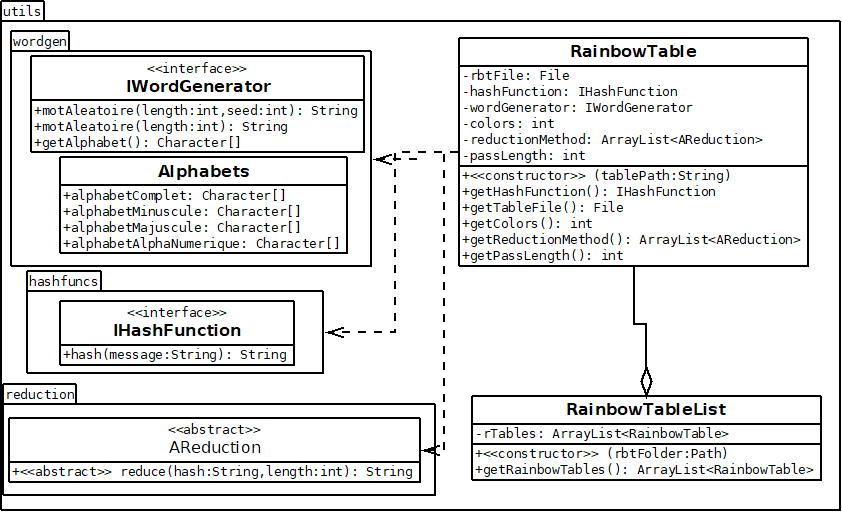 utils
wordgen
<<interface>>
IWordGenerator
+motAleatoire(length:int,seed:int): String
+motAleatoire(length:int): String
+getAlphabet(): Character[]
Alphabets
+alphabetComplet: Character[]
+alphabetMinuscule: Character[]
+alphabetMajuscule: Character[]
+alphabetAlphaNumerique: Character[]
hashfuncs
<<interface>>
IHashFunction
+hash(message:String): String
reduction
<<abstract>>
AReduction
+<<abstract>> reduce(hash:String,length:int): String
RainbowTable
-rbtFile: File
-hashFunction: IHashFunction
-wordGenerator: IWordGenerator
-colors: int
-reductionMethod: ArrayList<AReduction>
-passLength: int
+<<constructor>> (tablePath:String)
+getHashFunction(): IHashFunction
+getTableFile(): File
+getColors(): int
+getReductionMethod(): ArrayList<AReduction>
+getPassLength(): int
RainbowTableList
-rTables: ArrayList<RainbowTable>
+<<constructor>> (rbtFolder:Path)
+getRainbowTables(): ArrayList<RainbowTable>